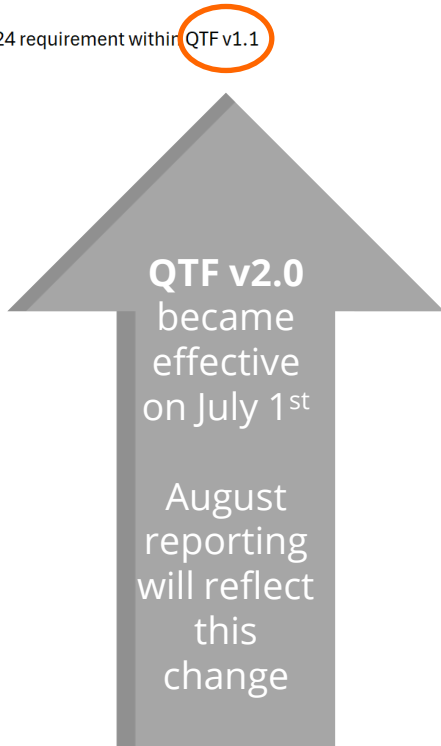 24 requirement within QTF v1.1
QTF v2.0
became
effective
on July 1st
August
reporting
will reflect
this
change